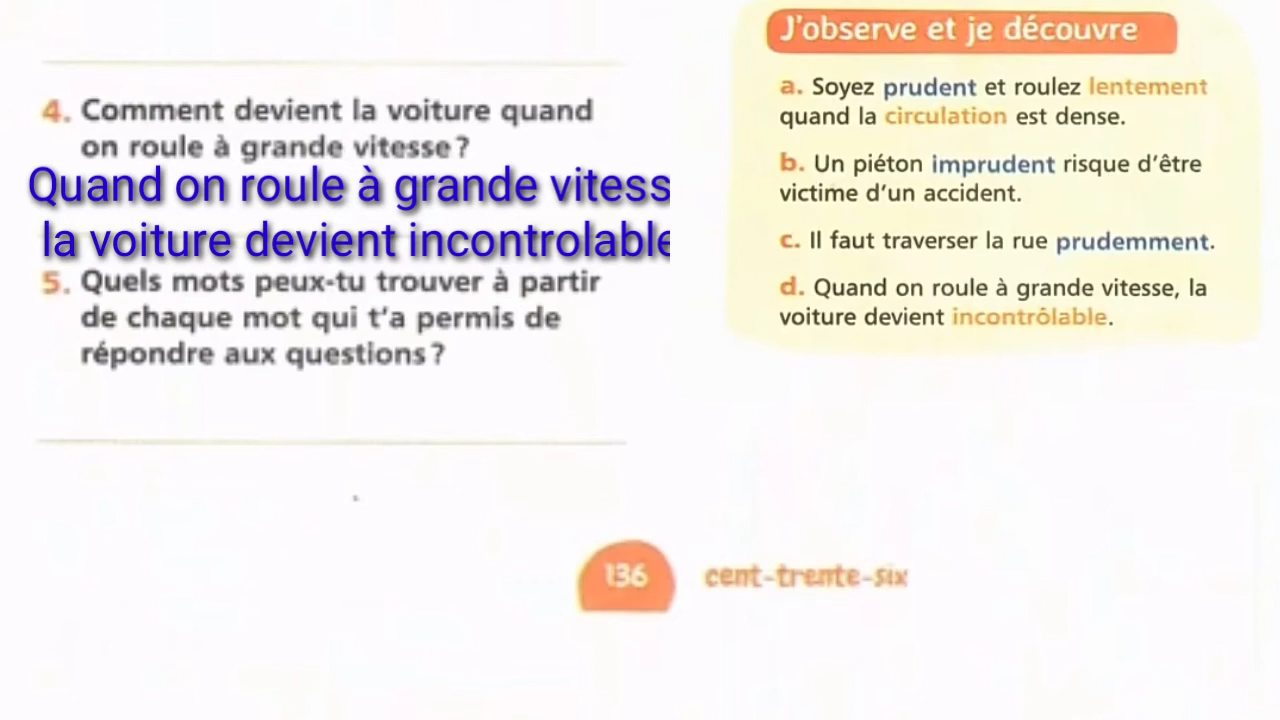 4. Comment devient la voiture quand
on roule à grande vitesse ?
Quand on roule à grande vitess
la voiture devient incontrolable
5. Quels mots peux-tu trouver à partir
de chaque mot qui t'a permis de
répondre aux questions ?
J'observe et je découvre
a. Soyez prudent et roulez lentement
quand la circulation est dense.
b. Un piéton imprudent risque d'être
victime d'un accident.
c. Il faut traverser la rue prudemment.
d. Quand on roule à grande vitesse, la
voiture devient incontrôlable.
136 cent-trente-six